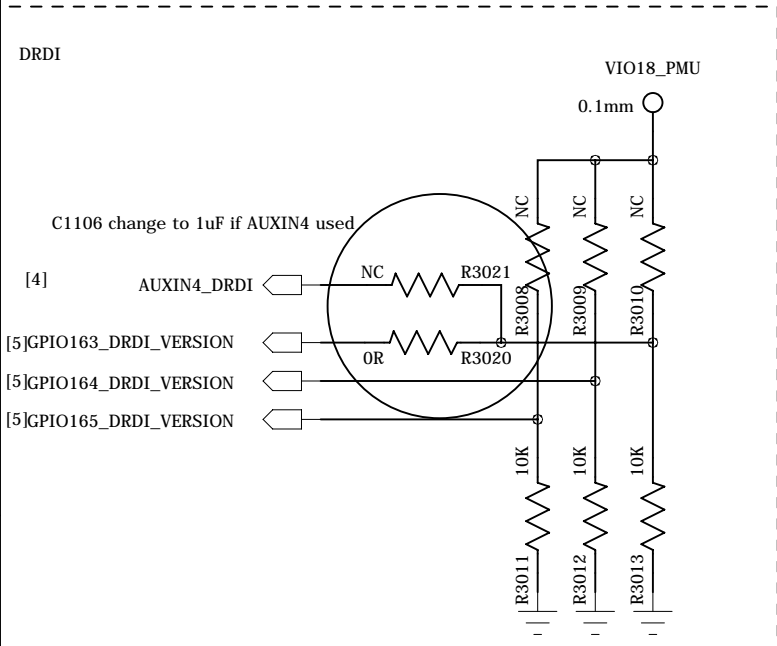 DRDI
VIO18_PMU
0.1mm
NC
NC
NC
C1106 change to 1uF if AUXIN4 used
[4]
AUXIN4_DRDI
NC
R3021
R3008
R3009
R3010
[5]GPIO163_DRDI_VERSION
0R
R3020
[5]GPIO164_DRDI_VERSION
[5]GPIO165_DRDI_VERSION
10K
10K
10K
R3011
R3012
R3013